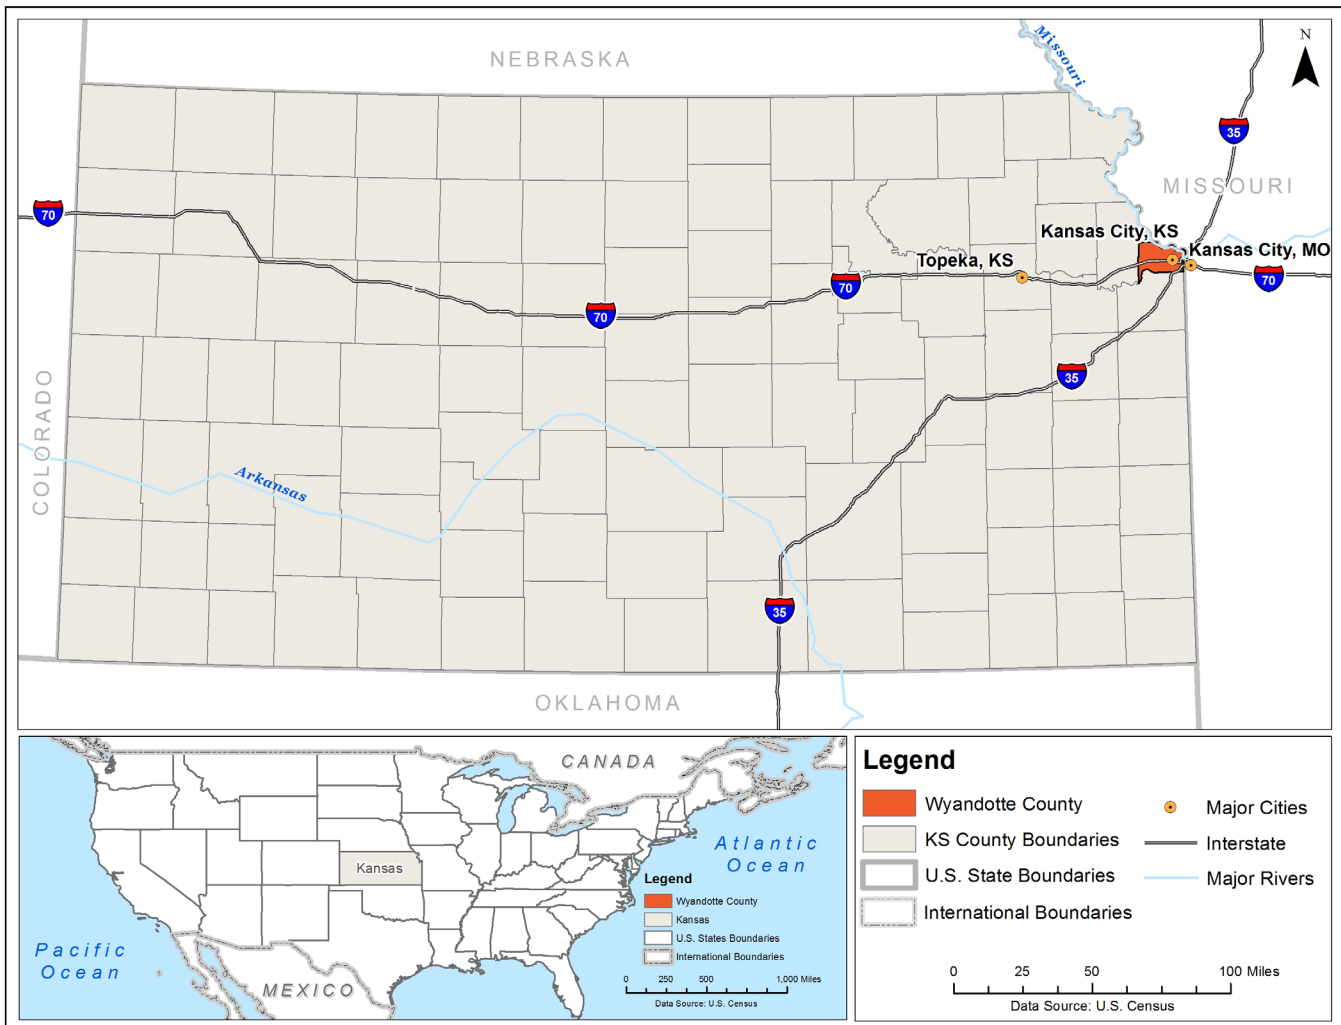 N
NEBRASKA
Missouri
35
MISSOURI
70
Kansas City, KS
Kansas City, MO
Topeka, KS
70
70
70
35
COLORADO
Arkansas
35
OKLAHOMA
CANADA
Atlantic
Ocean
Kansas
Pacific
Ocean
MEXICO
Legend
Wyandotte County
Kansas
U.S. States Boundaries
International Boundaries
0 250 500 1,000 Miles
Data Source: U.S. Census
Legend
Wyandotte County
KS County Boundaries
U.S. State Boundaries
International Boundaries
Major Cities
Interstate
Major Rivers
0 25 50 100 Miles
Data Source: U.S. Census